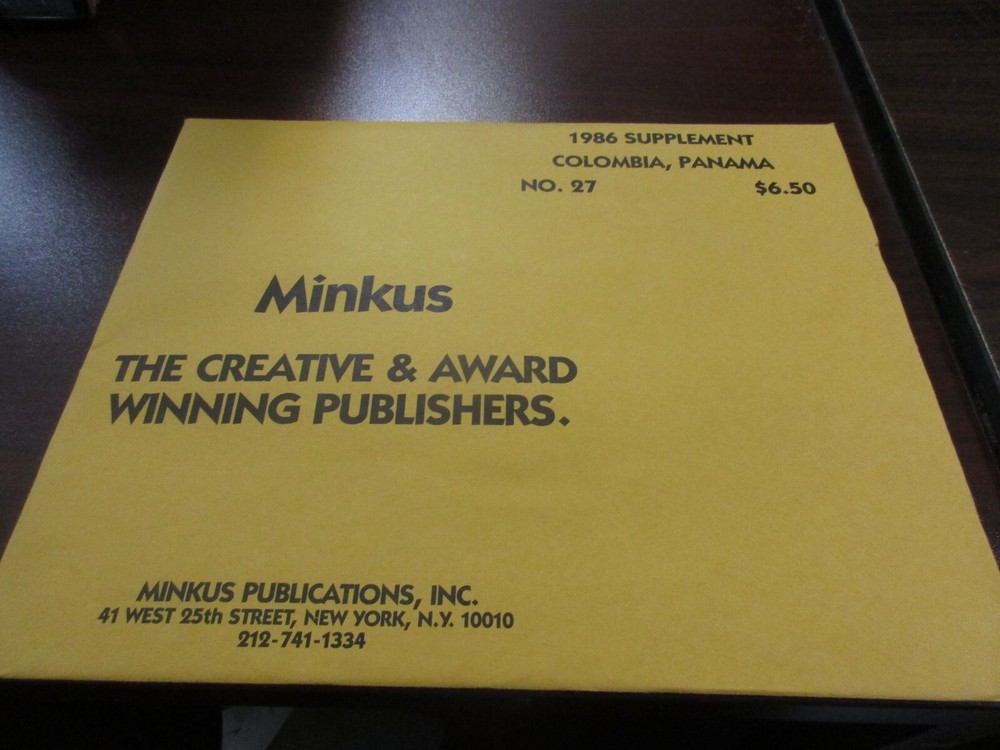 1986 SUPPLEMENT
COLOMBIA, PANAMA
NO. 27 $6.50
Minkus
THE CREATIVE & AWARD
WINNING PUBLISHERS.
MINKUS PUBLICATIONS, INC.
41 WEST 25th STREET, NEW YORK, N.Y. 10010
212-741-1334